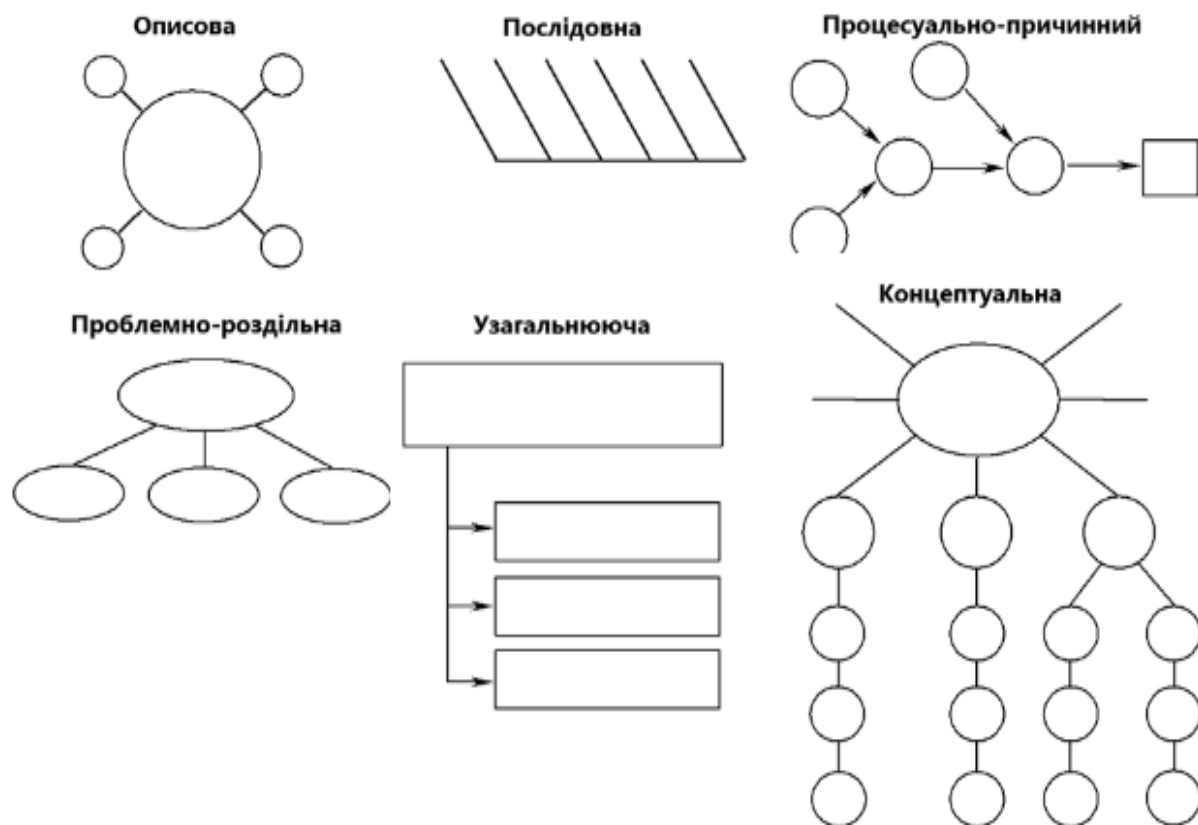 Описова
Послідовна
Процесуально-причинний
Проблемно-роздільна
Узагальнююча
Концептуальна